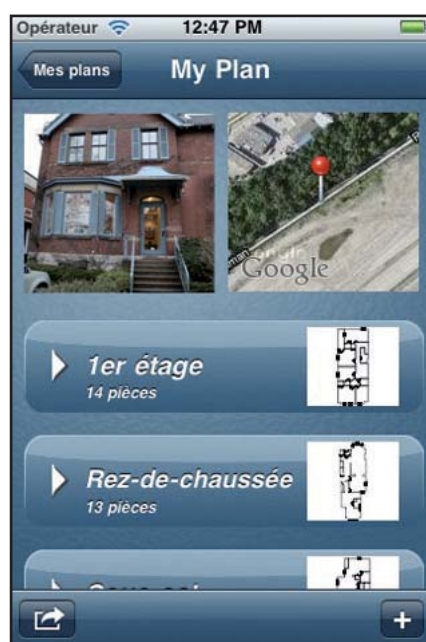 Opérateur 12:47 PM
Mes plans My Plan
Google
1er étage
14 pièces
Rez-de-chaussée
13 pièces